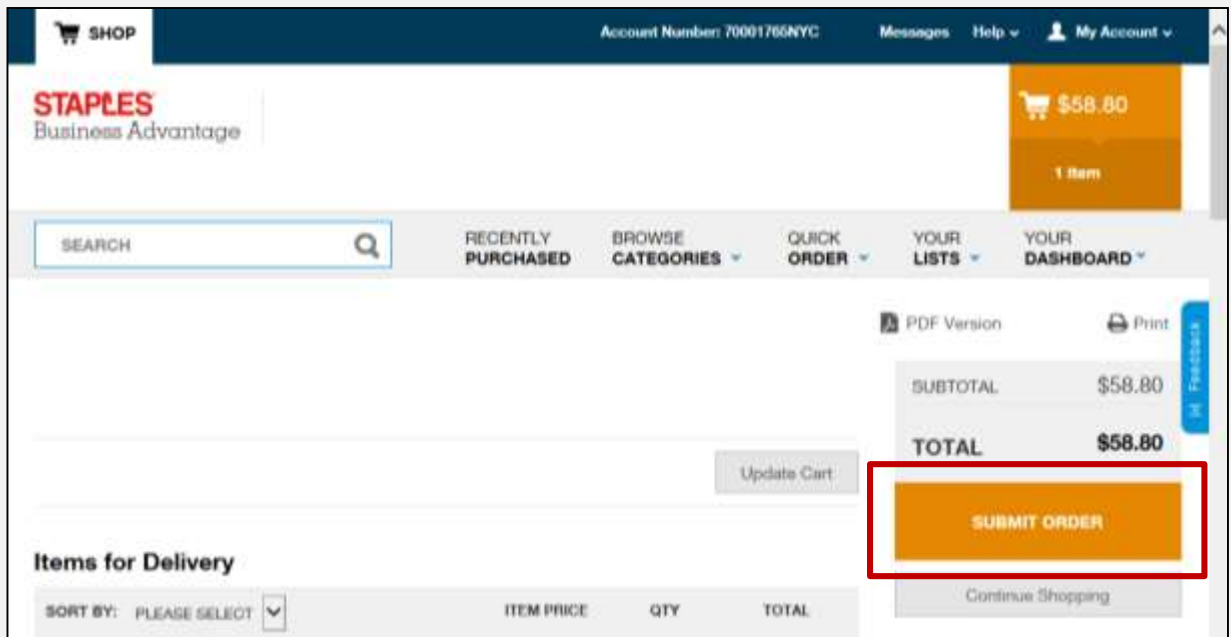 SHOP
Account Number: 70001765NYC
Messages
Help
My Account
STAPLES
Business Advantage
$58.80
1 Item
SEARCH
RECENTLY
PURCHASED
BROWSE
CATEGORIES
QUICK
ORDER
YOUR
LISTS
YOUR
DASHBOARD
PDF Version
Print
Feedback
SUBTOTAL $58.80
TOTAL $58.80
Update Cart
SUBMIT ORDER
Continue Shopping
Items for Delivery
SORT BY: PLEASE SELECT
ITEM PRICE QTY TOTAL